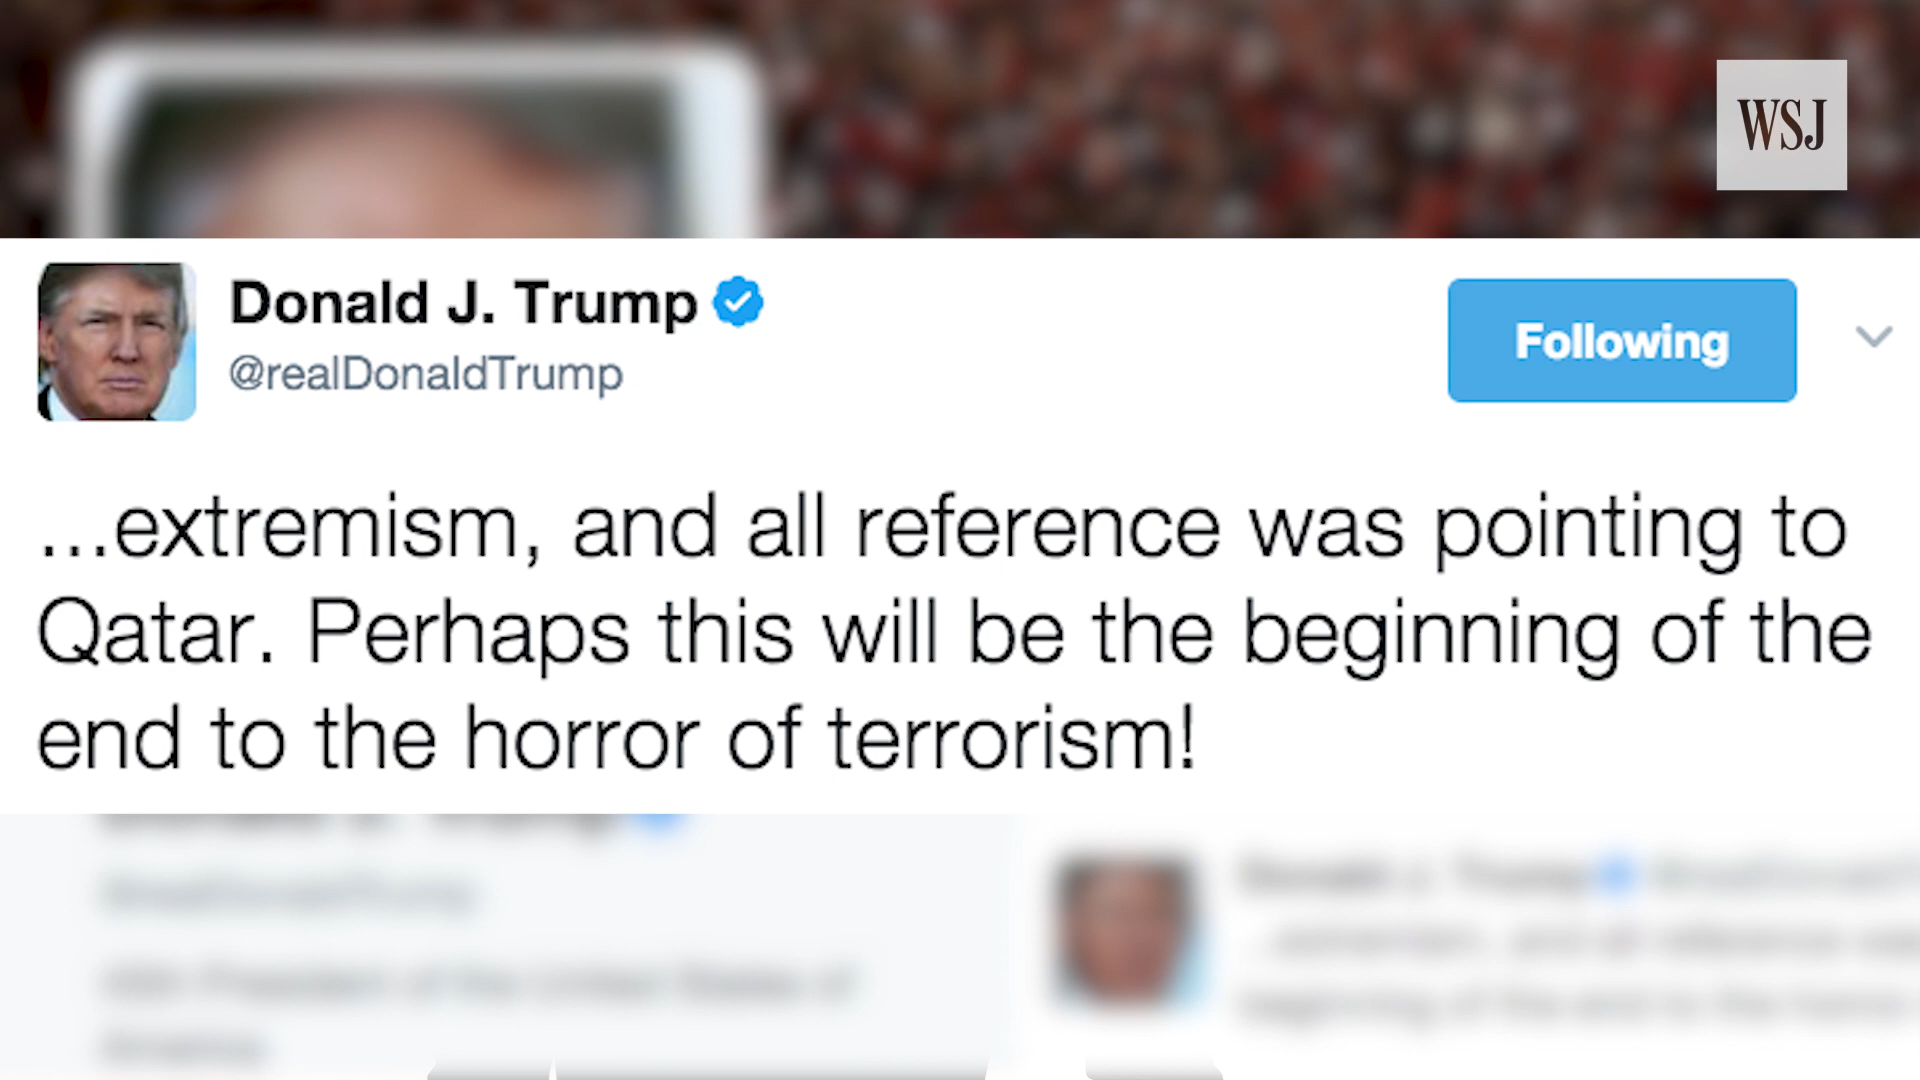 WSJ
Donald J. Trump
@realDonaldTrump
Following
...extremism, and all reference was pointing to
Qatar. Perhaps this will be the beginning of the
end to the horror of terrorism!